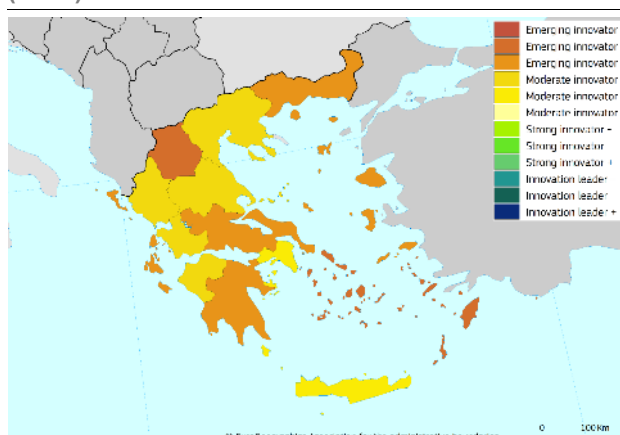 Emerging innovator
Emerging innovator
Emerging innovator
Moderate innovator
Moderate innovator
Moderate innovator
Strong innovator -
Strong innovator
Strong innovator +
Innovation leader
Innovation leader
Innovation leader +
0 100Km